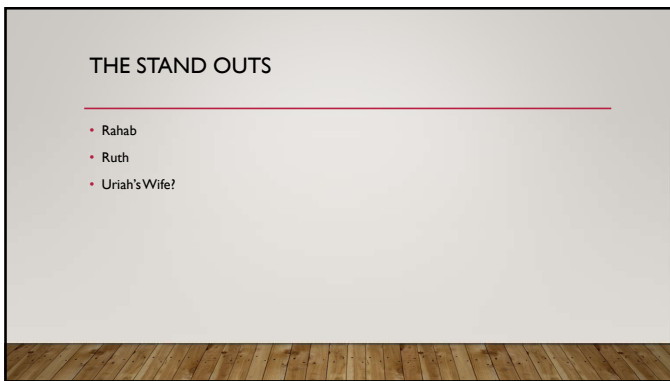 THE STAND OUTS
• Rahab
• Ruth
• Uriah's Wife?